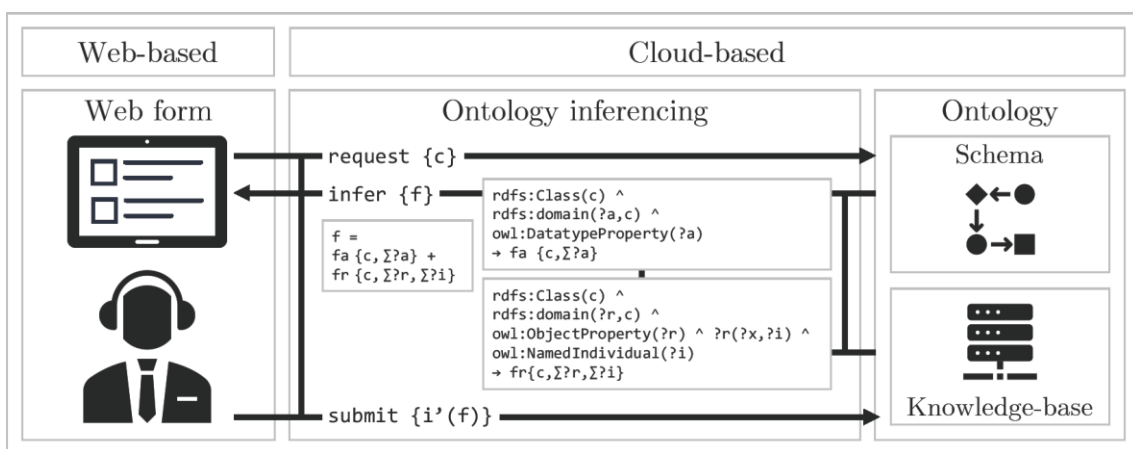 Web-based
Cloud-based
Web form
Ontology inferencing
Ontology
request {c}
infer {f}
f =
fa {c,∑?a} +
fr {c,∑?r,∑?i}
rdfs:Class(c) ^
rdfs:domain(?a,c) ^
owl:DatatypeProperty(?a)
→ fa {c,∑?a}
rdfs:Class(c) ^
rdfs:domain(?r,c) ^
owl:ObjectProperty(?r) ^ ?r(?x,?i) ^
owl:NamedIndividual(?i)
→ fr{c,∑?r,∑?i}
submit {i’(f)}
Schema
Knowledge-base